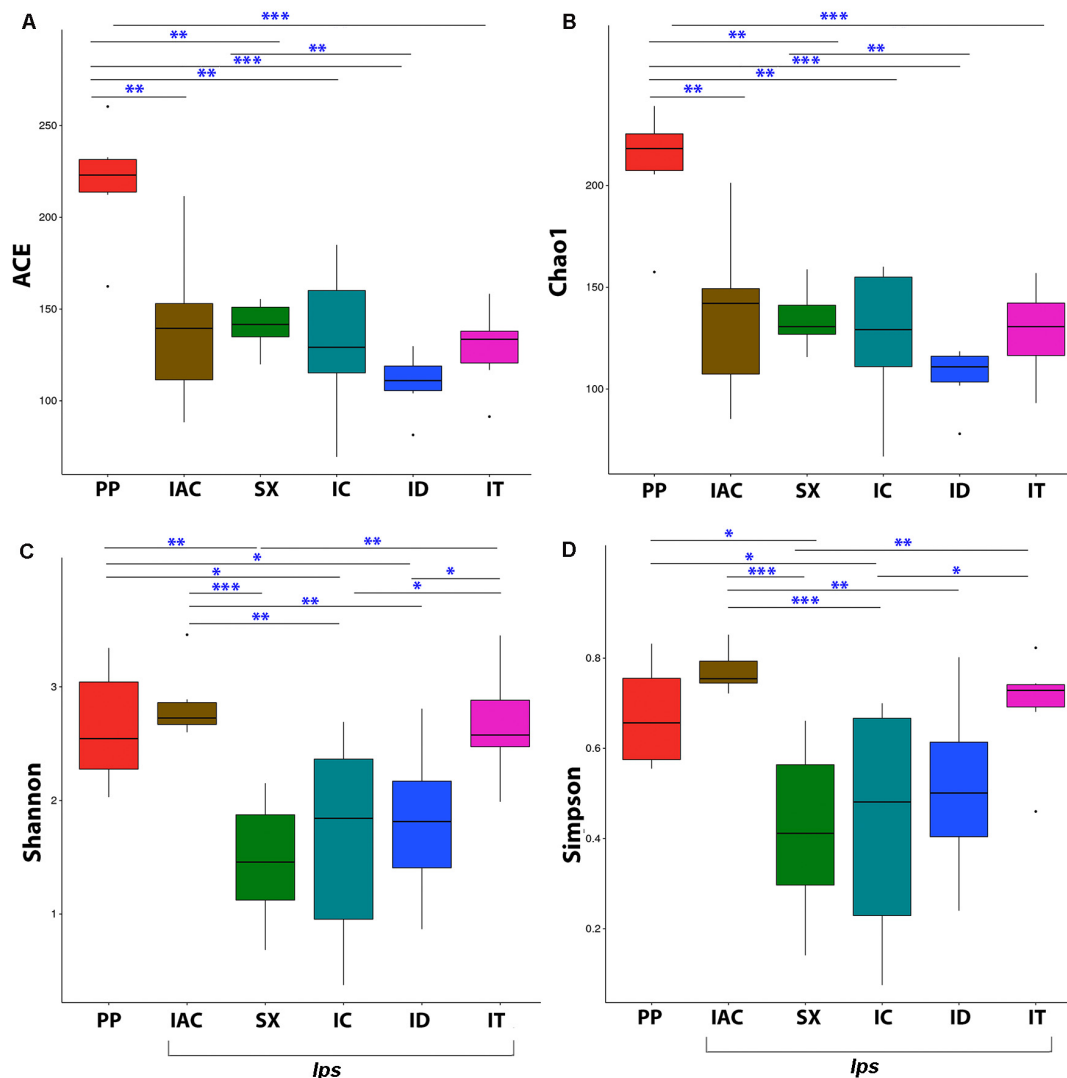 A
***
**
**
***
**
**
250
200
150
100
ACE
PP IAC SX IC ID IT
B
***
**
**
***
**
**
200
150
100
Chao1
PP IAC SX IC ID IT
C
** **
*
* *
*** *
**
**
3
2
1
Shannon
PP IAC SX IC ID IT
Ips
D
*
**
*
*** *
**
***
0.8
0.6
0.4
0.2
Simpson
PP IAC SX IC ID IT
Ips